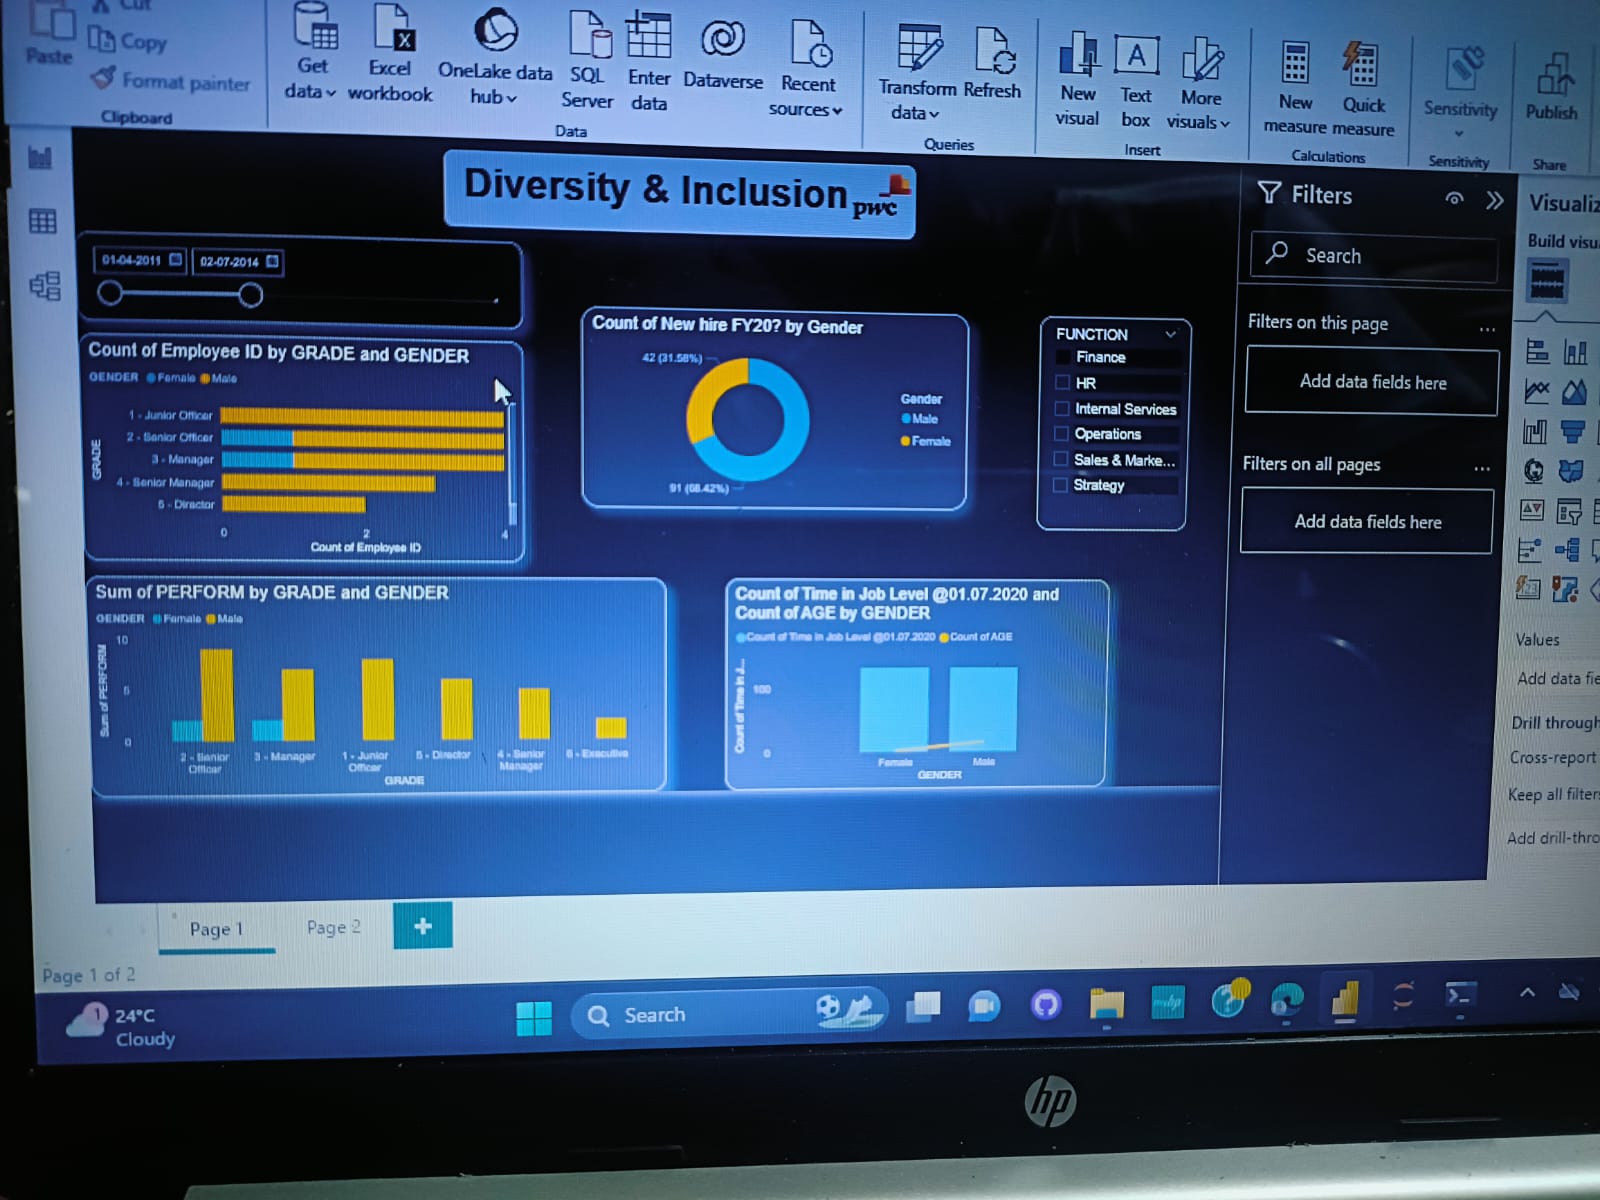 Cut
Paste
Copy
Format painter
Clipboard
Get data
Excel workbook
OneLake data hub
SQL Server
Enter data
Dataverse
Recent sources
Data
Transform data
Refresh
Queries
New visual
A
Text box
More visuals
Insert
New measure
Quick measure
Calculations
Sensitivity
Sensitivity
Publish
Share
Diversity & Inclusion pwc
01-04-2011
02-07-2014
Count of Employee ID by GRADE and GENDER
GENDER Female Male
GRADE
1 - Junior Officer
2 - Senior Officer
3 - Manager
4 - Senior Manager
5 - Director
0 2 4
Count of Employee ID
Count of New hire FY20? by Gender
42 (31.58%)
91 (68.42%)
Gender
Male
Female
FUNCTION
Finance
HR
Internal Services
Operations
Sales & Marke...
Strategy
Sum of PERFORM by GRADE and GENDER
GENDER Female Male
Sum of PERFORM
10
5
0
2 - Senior Officer
3 - Manager
1 - Junior Officer
5 - Director
4 - Senior Manager
6 - Executive
GRADE
Count of Time in Job Level @01.07.2020 and
Count of AGE by GENDER
Count of Time in Job Level @01.07.2020 Count of AGE
Count of Time in J...
100
0
Female Male
GENDER
Filters
Search
Filters on this page
Add data fields here
Filters on all pages
Add data fields here
Visualiz
Build visu
123
Values
Add data fie
Drill through
Cross-report
Keep all filter
Add drill-thro
Page 1
Page 2
+
Page 1 of 2
1
24°C
Cloudy
Search
myhp
hp